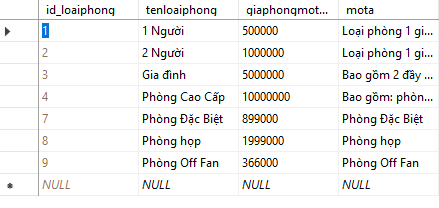 id_loaiphong tenloaiphong giaphongmot... mota
1 1 Người 500000 Loại phòng 1 gi...
2 2 Người 1000000 Loại phòng 1 gi...
3 Gia đình 5000000 Bao gồm 2 dãy ...
4 Phòng Cao Cấp 10000000 Bao gồm: phòn...
7 Phòng Đặc Biệt 899000 Phòng Đặc Biệt
8 Phòng họp 1999000 Phòng họp
9 Phòng Off Fan 366000 Phòng Off Fan
NULL NULL NULL NULL